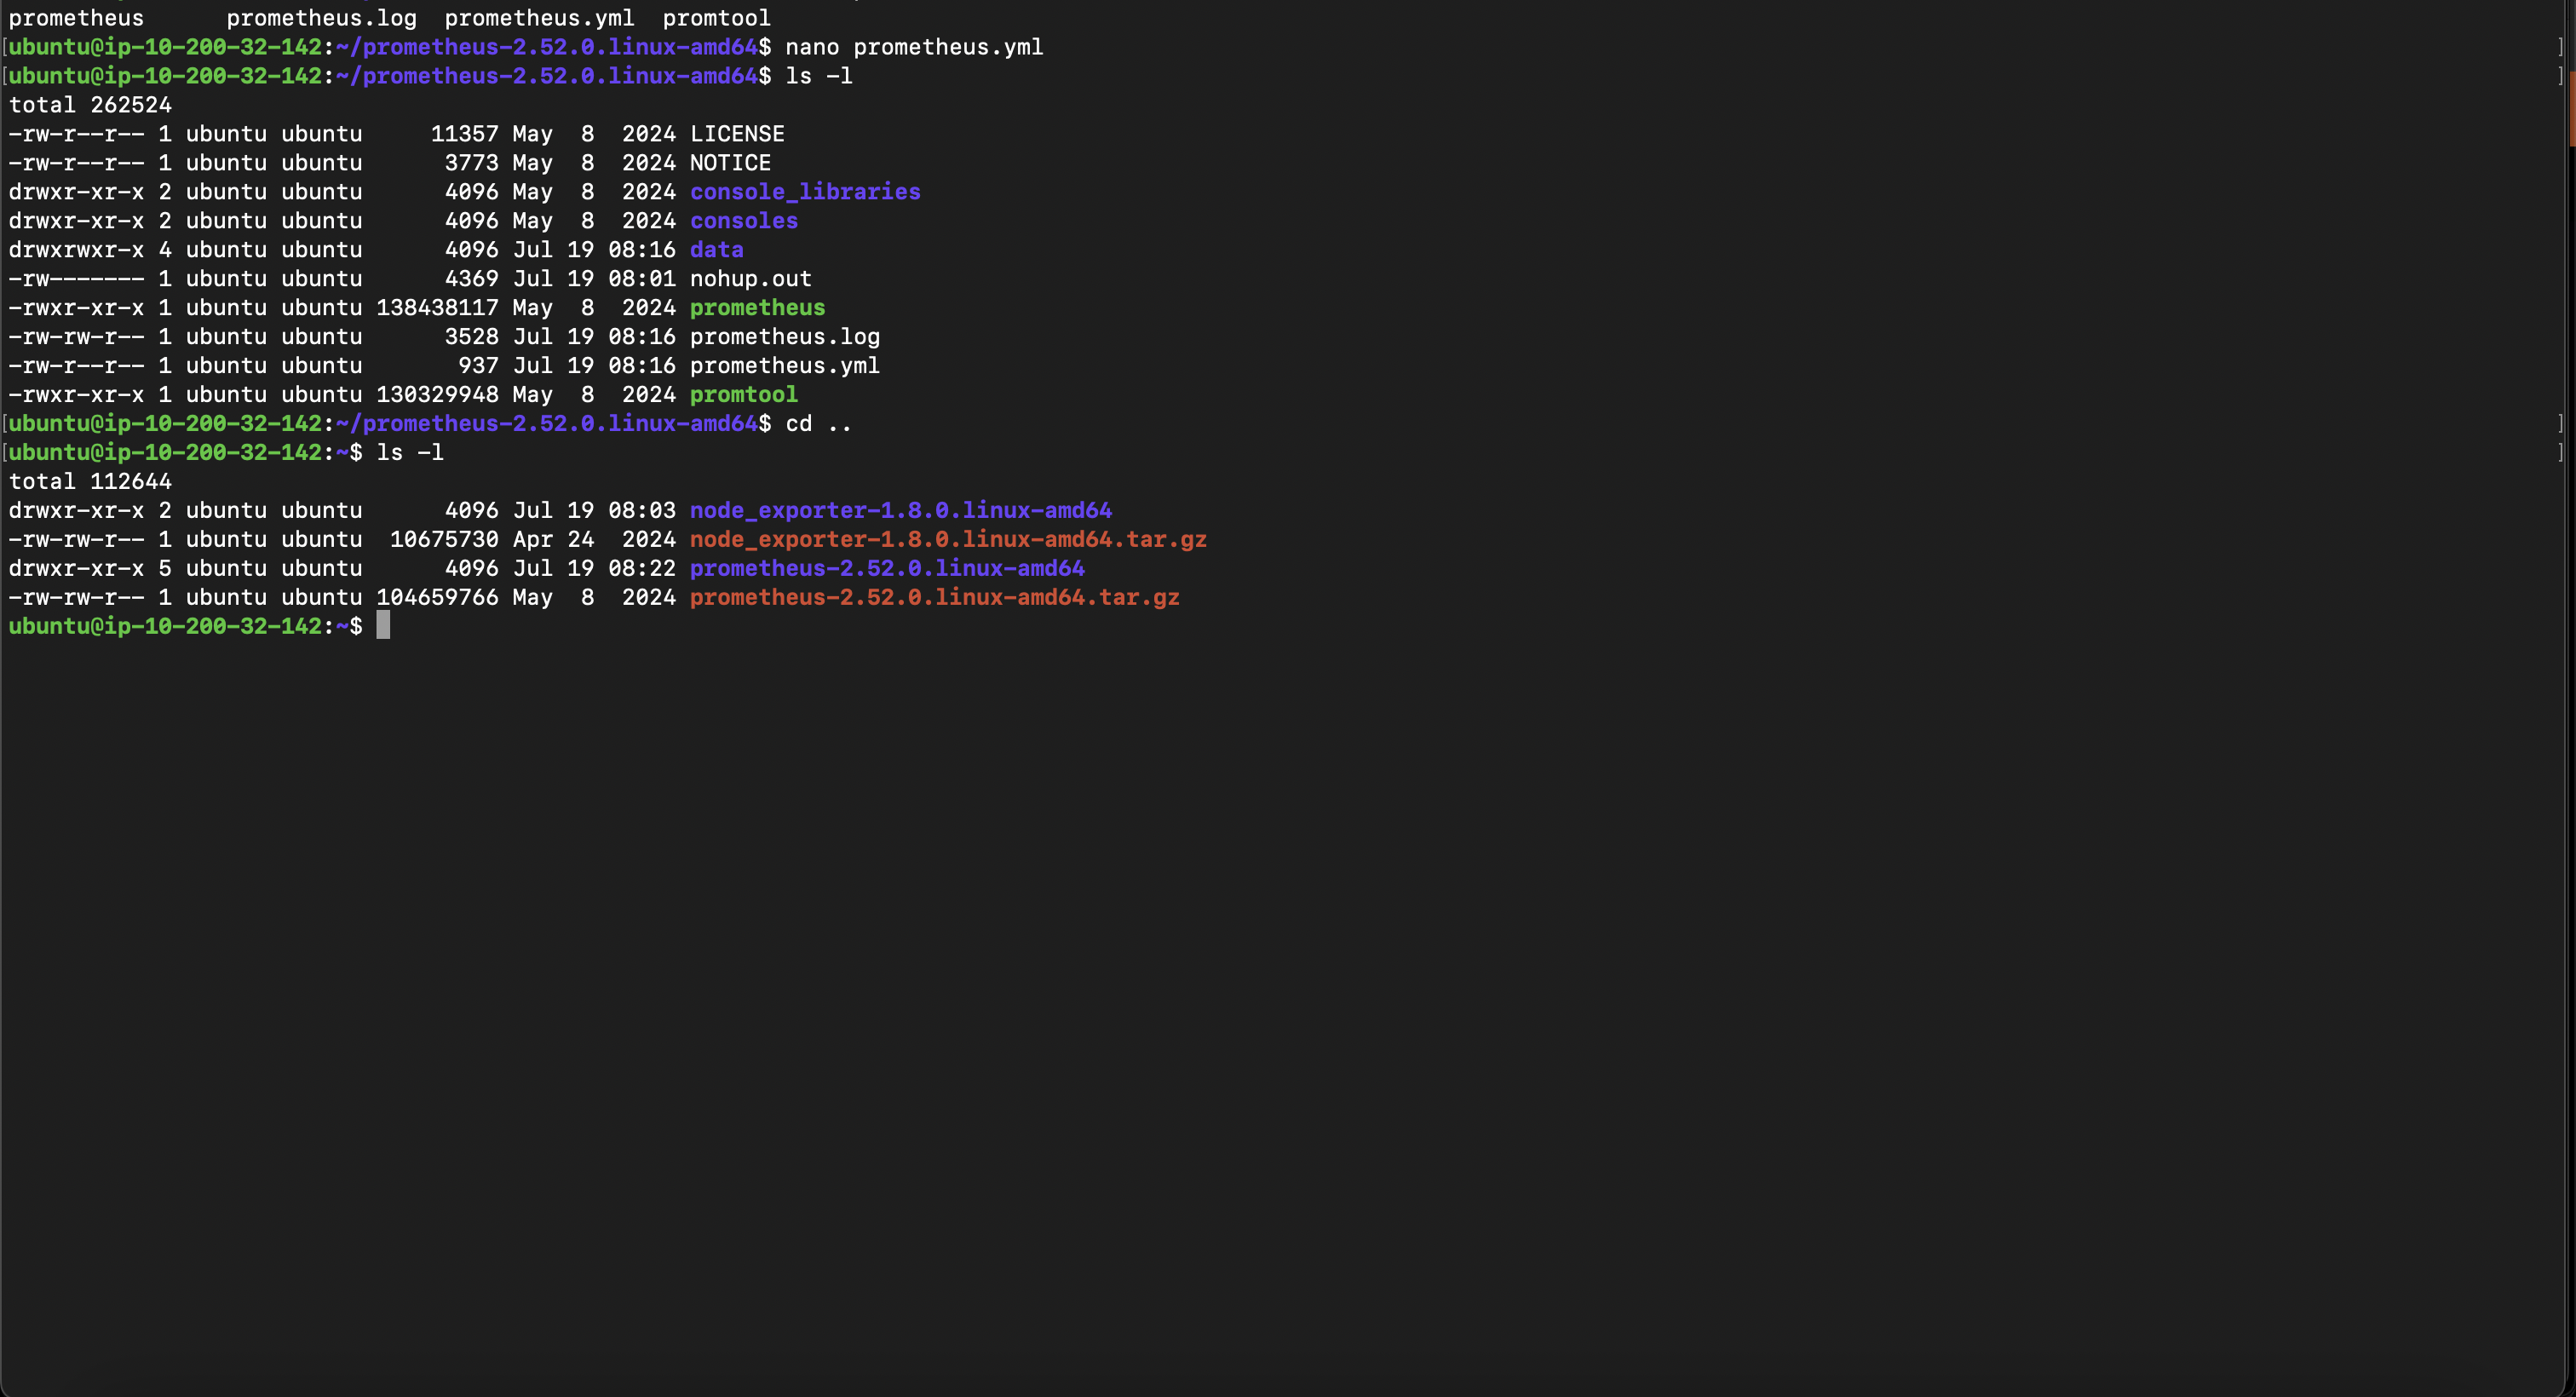 prometheus      prometheus.log  prometheus.yml  promtool
[ubuntu@ip-10-200-32-142:~/prometheus-2.52.0.linux-amd64$ nano prometheus.yml ]
[ubuntu@ip-10-200-32-142:~/prometheus-2.52.0.linux-amd64$ ls -l ]
total 262524
-rw-r--r-- 1 ubuntu ubuntu     11357 May  8  2024 LICENSE
-rw-r--r-- 1 ubuntu ubuntu      3773 May  8  2024 NOTICE
drwxr-xr-x 2 ubuntu ubuntu      4096 May  8  2024 console_libraries
drwxr-xr-x 2 ubuntu ubuntu      4096 May  8  2024 consoles
drwxrwxr-x 4 ubuntu ubuntu      4096 Jul 19 08:16 data
-rw------- 1 ubuntu ubuntu      4369 Jul 19 08:01 nohup.out
-rwxr-xr-x 1 ubuntu ubuntu 138438117 May  8  2024 prometheus
-rw-rw-r-- 1 ubuntu ubuntu      3528 Jul 19 08:16 prometheus.log
-rw-r--r-- 1 ubuntu ubuntu       937 Jul 19 08:16 prometheus.yml
-rwxr-xr-x 1 ubuntu ubuntu 130329948 May  8  2024 promtool
[ubuntu@ip-10-200-32-142:~/prometheus-2.52.0.linux-amd64$ cd .. ]
[ubuntu@ip-10-200-32-142:~$ ls -l ]
total 112644
drwxr-xr-x 2 ubuntu ubuntu      4096 Jul 19 08:03 node_exporter-1.8.0.linux-amd64
-rw-rw-r-- 1 ubuntu ubuntu  10675730 Apr 24  2024 node_exporter-1.8.0.linux-amd64.tar.gz
drwxr-xr-x 5 ubuntu ubuntu      4096 Jul 19 08:22 prometheus-2.52.0.linux-amd64
-rw-rw-r-- 1 ubuntu ubuntu 104659766 May  8  2024 prometheus-2.52.0.linux-amd64.tar.gz
ubuntu@ip-10-200-32-142:~$